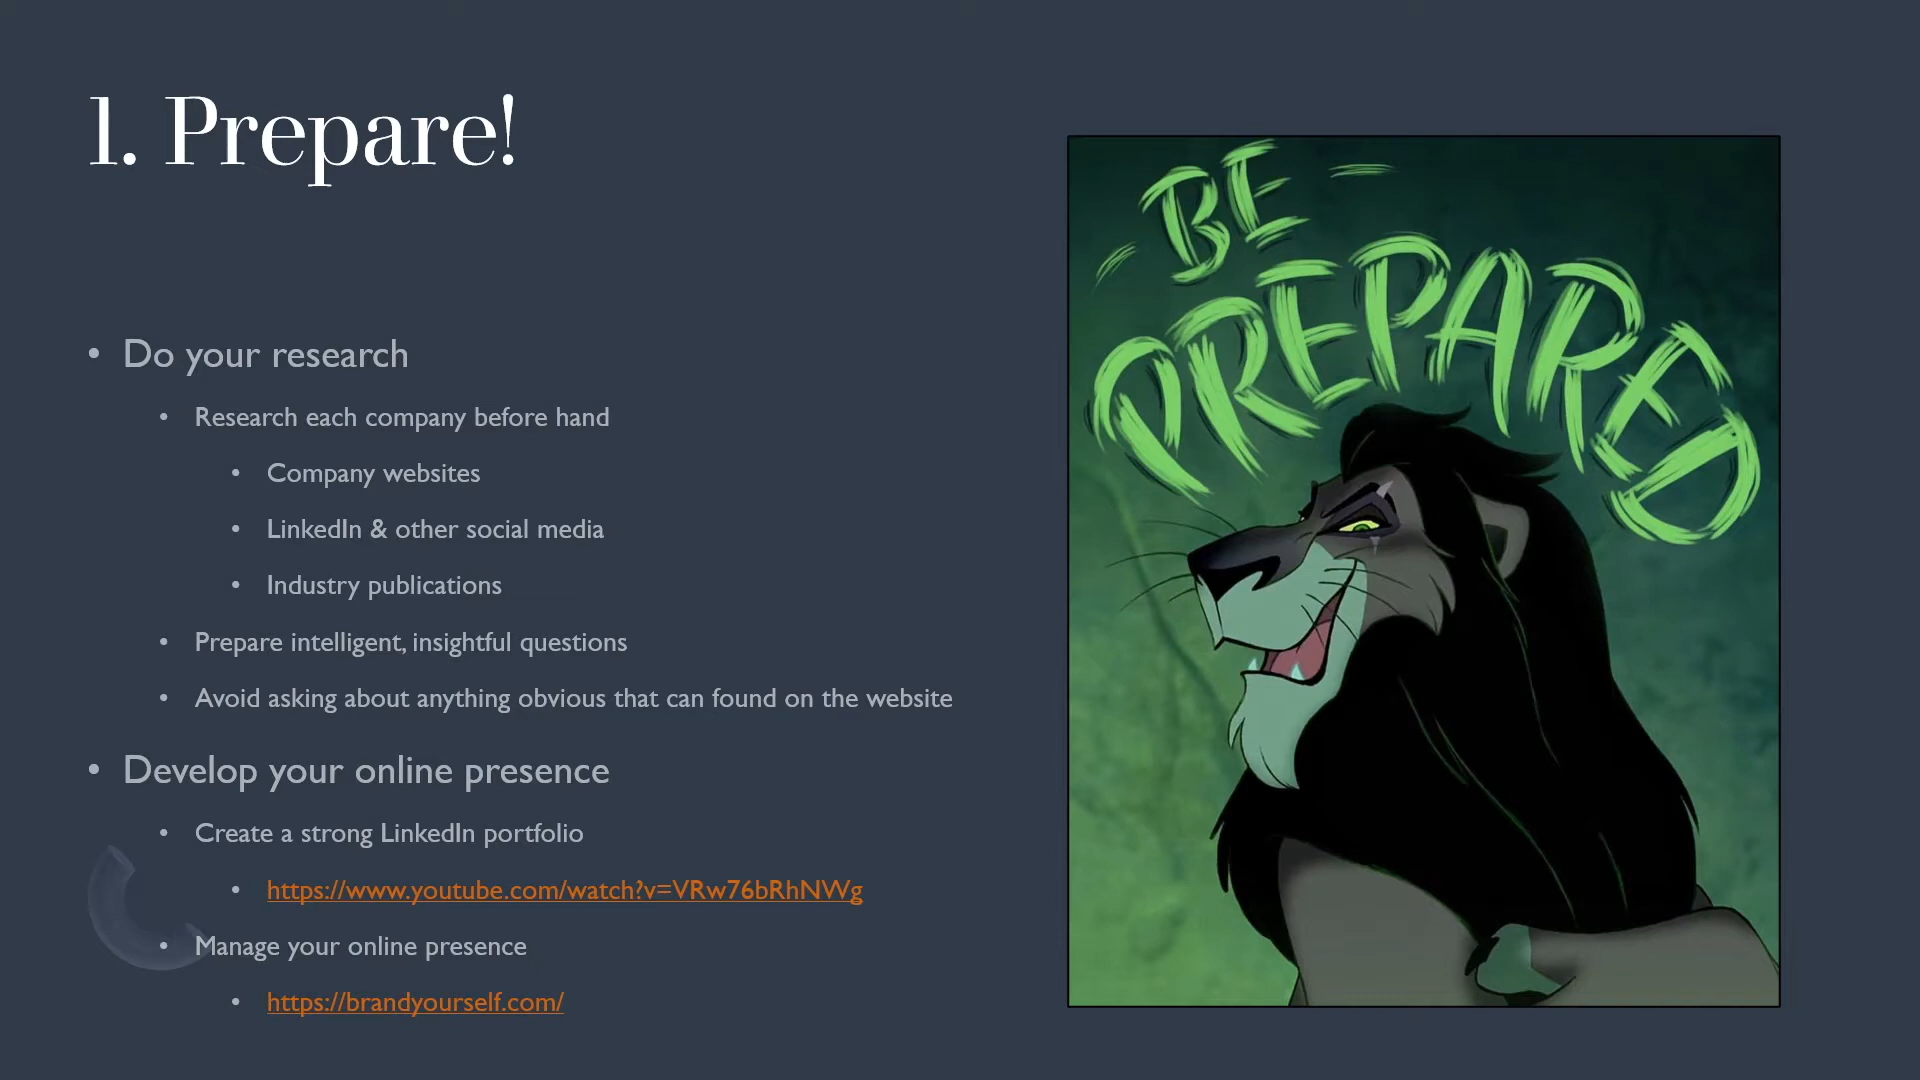 1. Prepare!
• Do your research
• Research each company before hand
• Company websites
• LinkedIn & other social media
• Industry publications
• Prepare intelligent, insightful questions
• Avoid asking about anything obvious that can found on the website
• Develop your online presence
• Create a strong LinkedIn portfolio
• https://www.youtube.com/watch?v=VRw76bRhNWg
• Manage your online presence
• https://brandyourself.com/
BE
PREPARED